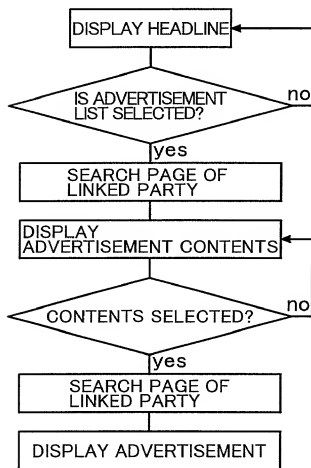 DISPLAY HEADLINE
IS ADVERTISEMENT
LIST SELECTED?
no
yes
SEARCH PAGE OF
LINKED PARTY
DISPLAY
ADVERTISEMENT CONTENTS
CONTENTS SELECTED?
no
yes
SEARCH PAGE OF
LINKED PARTY
DISPLAY ADVERTISEMENT